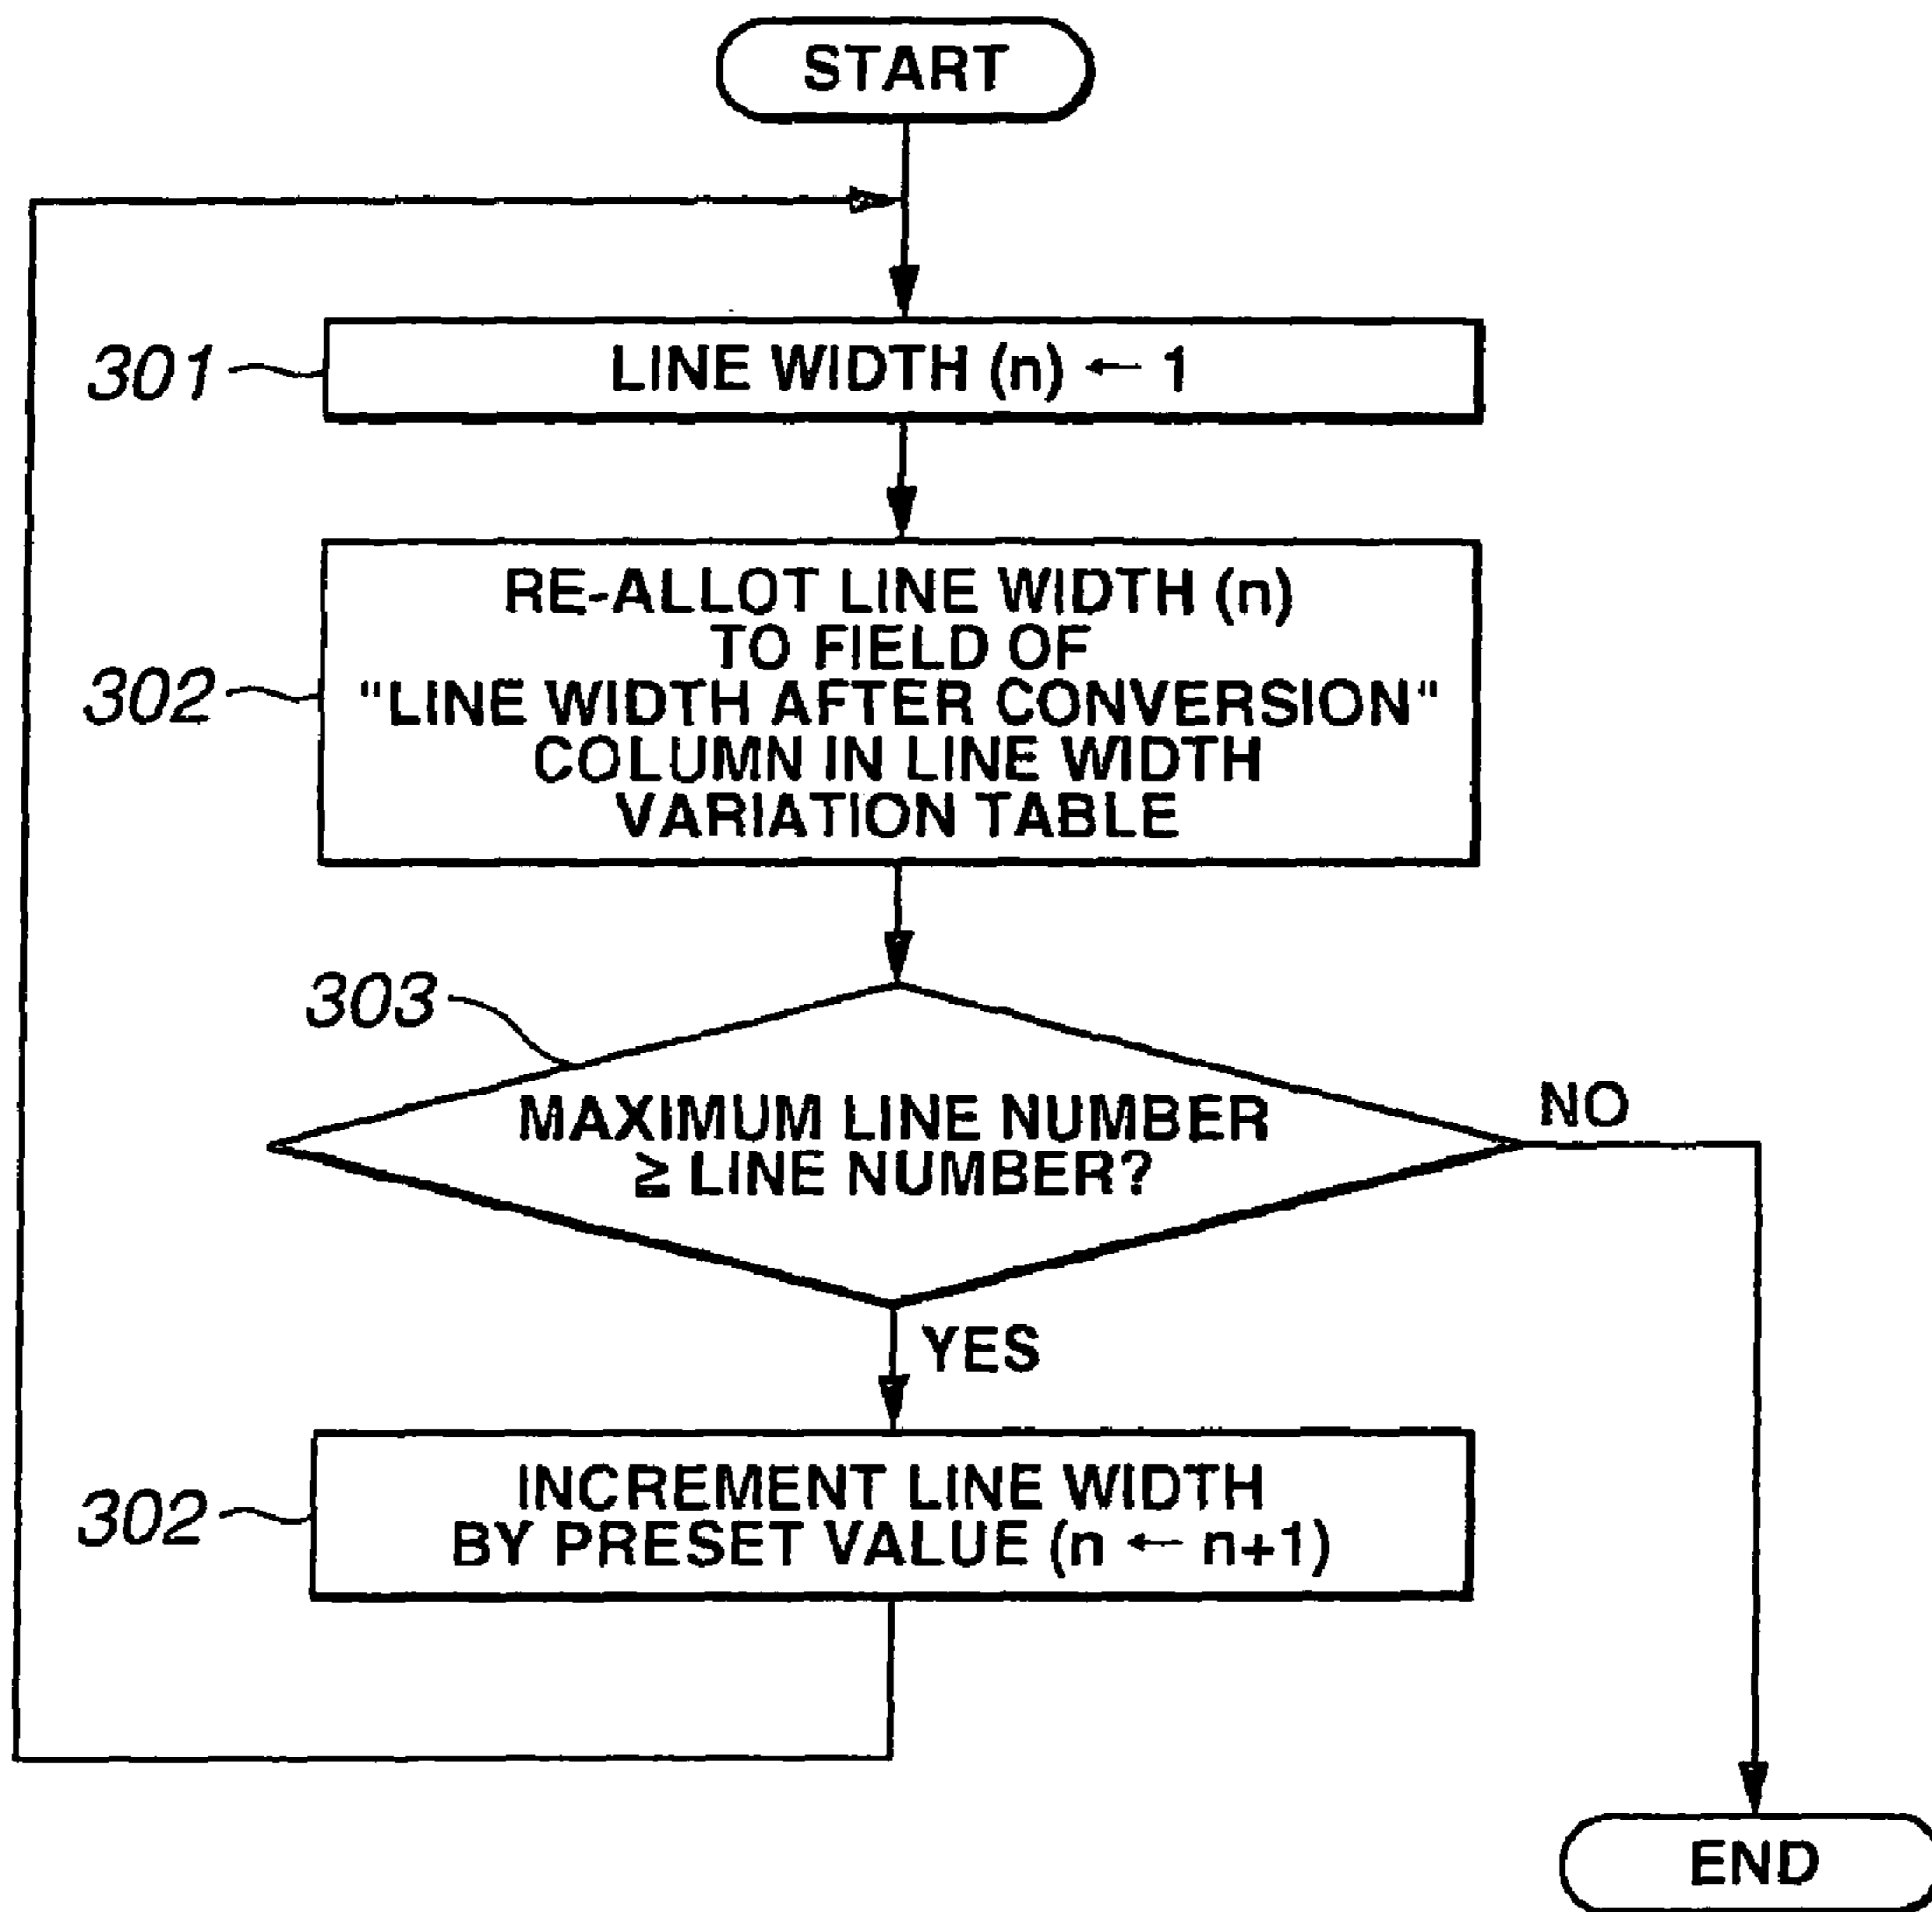 START
301
LINE WIDTH (n) ← 1
302
RE-ALLOT LINE WIDTH (n)
TO FIELD OF
"LINE WIDTH AFTER CONVERSION"
COLUMN IN LINE WIDTH
VARIATION TABLE
303
MAXIMUM LINE NUMBER
≥ LINE NUMBER?
NO
YES
302
INCREMENT LINE WIDTH
BY PRESET VALUE (n ← n+1)
END